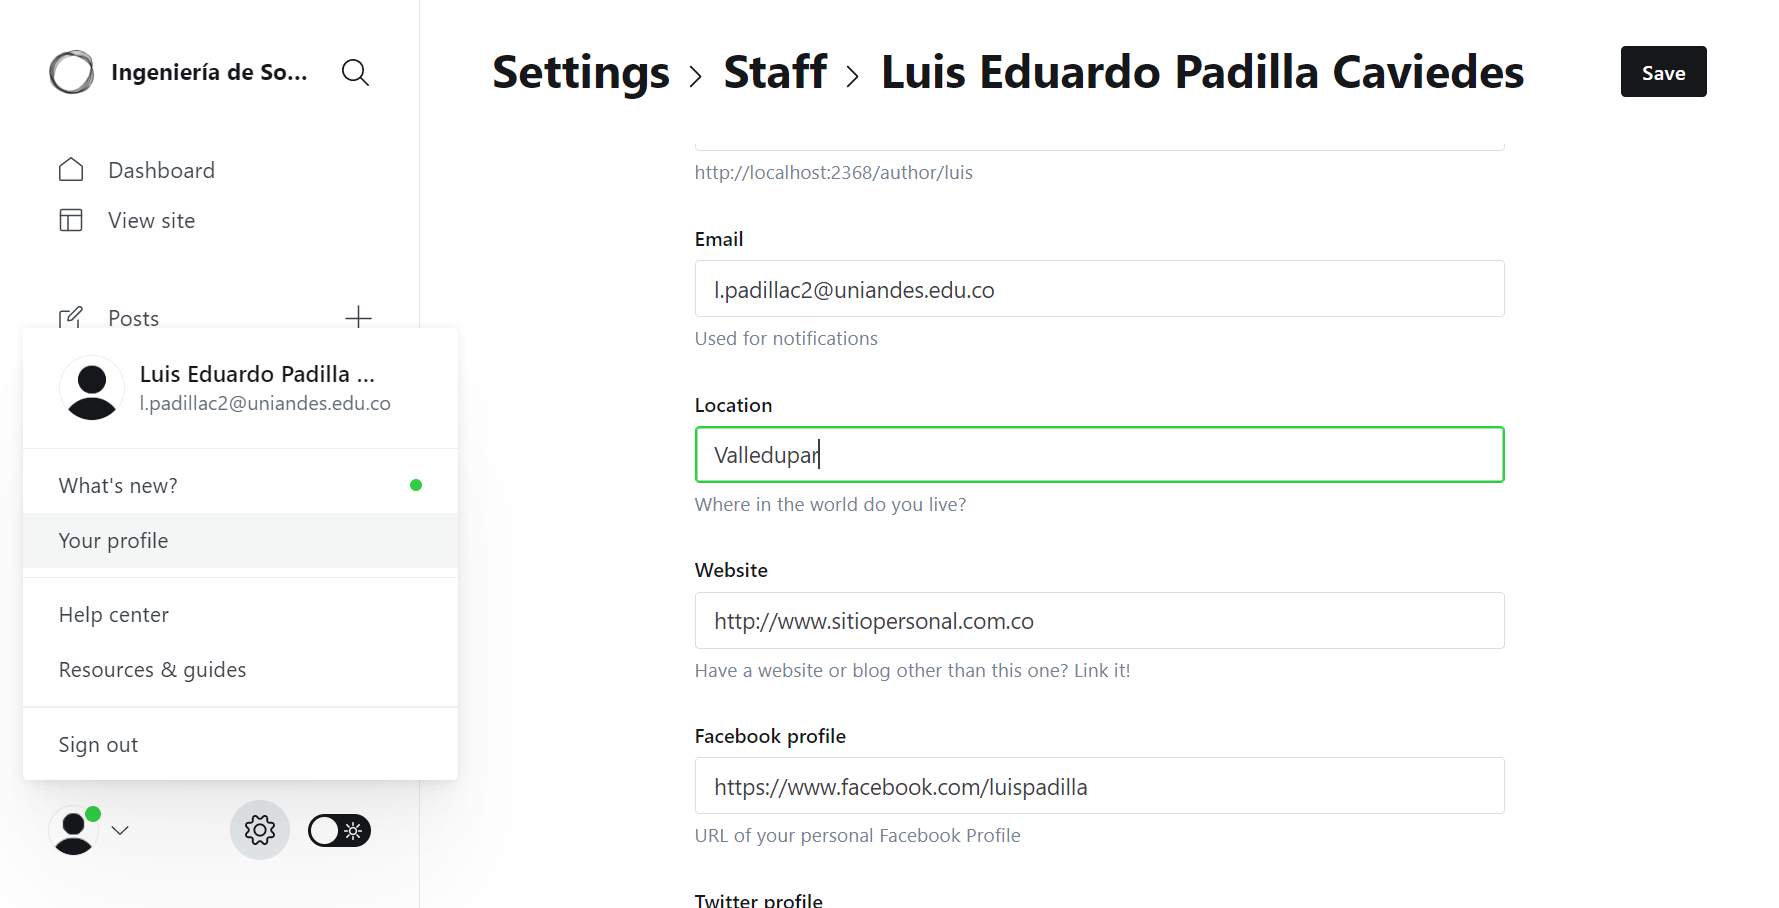 Ingeniería de So...
Dashboard
View site
Posts
Luis Eduardo Padilla ...
l.padillac2@uniandes.edu.co
What's new?
Your profile
Help center
Resources & guides
Sign out
Settings > Staff > Luis Eduardo Padilla Caviedes
Save
http://localhost:2368/author/luis
Email
l.padillac2@uniandes.edu.co
Used for notifications
Location
Valledupar
Where in the world do you live?
Website
http://www.sitiopersonal.com.co
Have a website or blog other than this one? Link it!
Facebook profile
https://www.facebook.com/luispadilla
URL of your personal Facebook Profile
Twitter profile